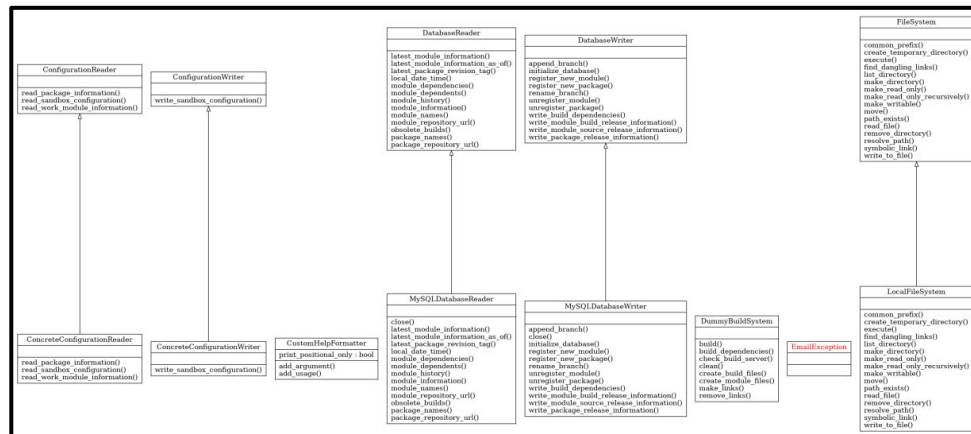 ConfigurationReader
read_package_information()
read_sandbox_configuration()
read_work_module_information()
ConfigurationWriter
write_sandbox_configuration()
DatabaseReader
latest_module_information()
latest_module_information_as_of()
latest_package_revision_tag()
local_date_time()
module_dependencies()
module_dependents()
module_history()
module_information()
module_names()
module_repository_url()
obsolete_builds()
package_names()
package_repository_url()
DatabaseWriter
append_branch()
initialize_database()
register_new_module()
register_new_package()
rename_branch()
unregister_module()
unregister_package()
write_build_dependencies()
write_module_build_release_information()
write_module_source_release_information()
write_package_release_information()
FileSystem
common_prefix()
create_temporary_directory()
execute()
find_dangling_links()
list_directory()
make_directory()
make_read_only()
make_read_only_recursively()
make_writable()
move()
path_exists()
read_file()
remove_directory()
resolve_path()
symbolic_link()
write_to_file()
ConcreteConfigurationReader
read_package_information()
read_sandbox_configuration()
read_work_module_information()
ConcreteConfigurationWriter
write_sandbox_configuration()
CustomHelpFormatter
print_positional_only : bool
add_argument()
add_usage()
MySQLDatabaseReader
close()
latest_module_information()
latest_module_information_as_of()
latest_package_revision_tag()
local_date_time()
module_dependencies()
module_dependents()
module_history()
module_information()
module_names()
module_repository_url()
obsolete_builds()
package_names()
package_repository_url()
MySQLDatabaseWriter
append_branch()
close()
initialize_database()
register_new_module()
register_new_package()
rename_branch()
unregister_module()
unregister_package()
write_build_dependencies()
write_module_build_release_information()
write_module_source_release_information()
write_package_release_information()
DummyBuildSystem
build()
build_dependencies()
check_build_server()
clean()
create_build_files()
create_module_files()
make_links()
remove_links()
EmailException
LocalFileSystem
common_prefix()
create_temporary_directory()
execute()
find_dangling_links()
list_directory()
make_directory()
make_read_only()
make_read_only_recursively()
make_writable()
move()
path_exists()
read_file()
remove_directory()
resolve_path()
symbolic_link()
write_to_file()